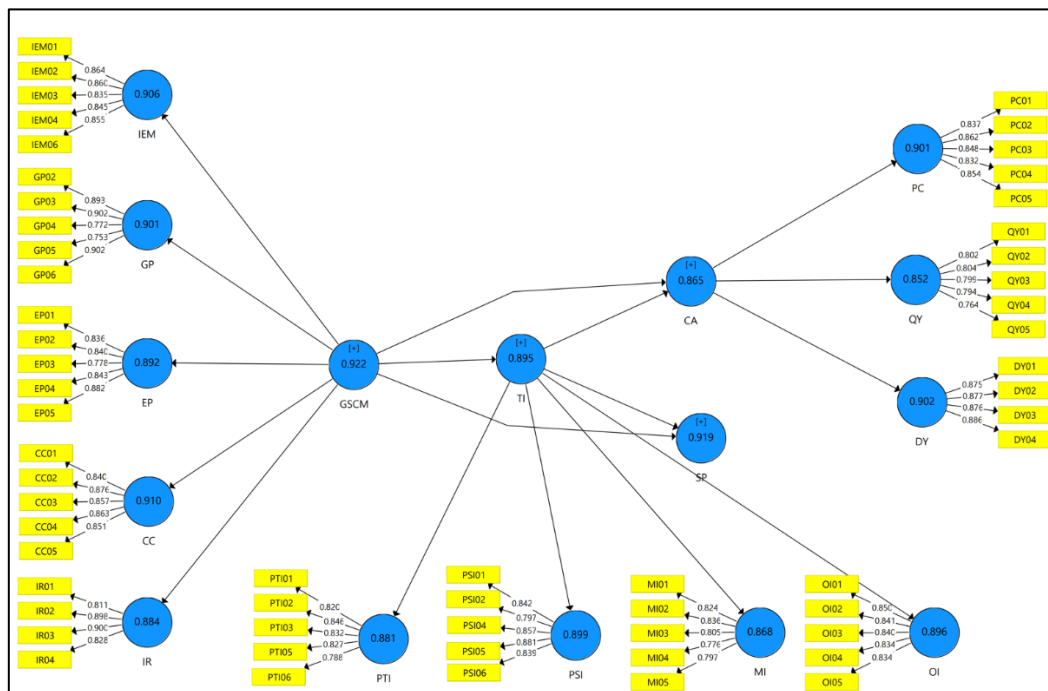 IEM01
IEM02
IEM03
IEM04
IEM06
0.864
0.860
0.835
0.845
0.855
0.906
IEM
GP02
GP03
GP04
GP05
GP06
0.893
0.902
0.772
0.753
0.902
0.901
GP
EP01
EP02
EP03
EP04
EP05
0.836
0.840
0.778
0.843
0.882
0.892
EP
CC01
CC02
CC03
CC04
CC05
0.840
0.876
0.857
0.863
0.851
0.910
CC
IR01
IR02
IR03
IR04
0.811
0.898
0.900
0.828
0.884
IR
[+]
0.922
GSCM
[+]
0.895
TI
[+]
0.865
CA
[+]
0.919
SP
PC01
PC02
PC03
PC04
PC05
0.837
0.862
0.848
0.832
0.854
0.901
PC
QY01
QY02
QY03
QY04
QY05
0.802
0.804
0.799
0.794
0.764
0.852
QY
DY01
DY02
DY03
DY04
0.875
0.877
0.876
0.886
0.902
DY
PTI01
PTI02
PTI03
PTI05
PTI06
0.820
0.846
0.832
0.827
0.788
0.881
PTI
PSI01
PSI02
PSI04
PSI05
PSI06
0.842
0.797
0.857
0.881
0.839
0.899
PSI
MI01
MI02
MI03
MI04
MI05
0.824
0.836
0.805
0.776
0.797
0.868
MI
OI01
OI02
OI03
OI04
OI05
0.850
0.841
0.840
0.834
0.834
0.896
OI